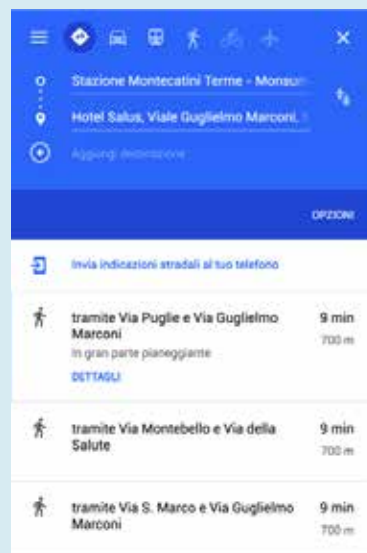 Stazione Montecatini Terme - Monsu
Hotel Salus, Viale Guglielmo Marconi,
Aggiungi destinazione
OPZIONI
Invia indicazioni stradali al tuo telefono
tramite Via Puglie e Via Guglielmo 9 min
Marconi 700 m
In gran parte pianeggiante
DETTAGLI
tramite Via Montebello e Via della 9 min
Salute 700 m
tramite Via S. Marco e Via Guglielmo 9 min
Marconi 700 m